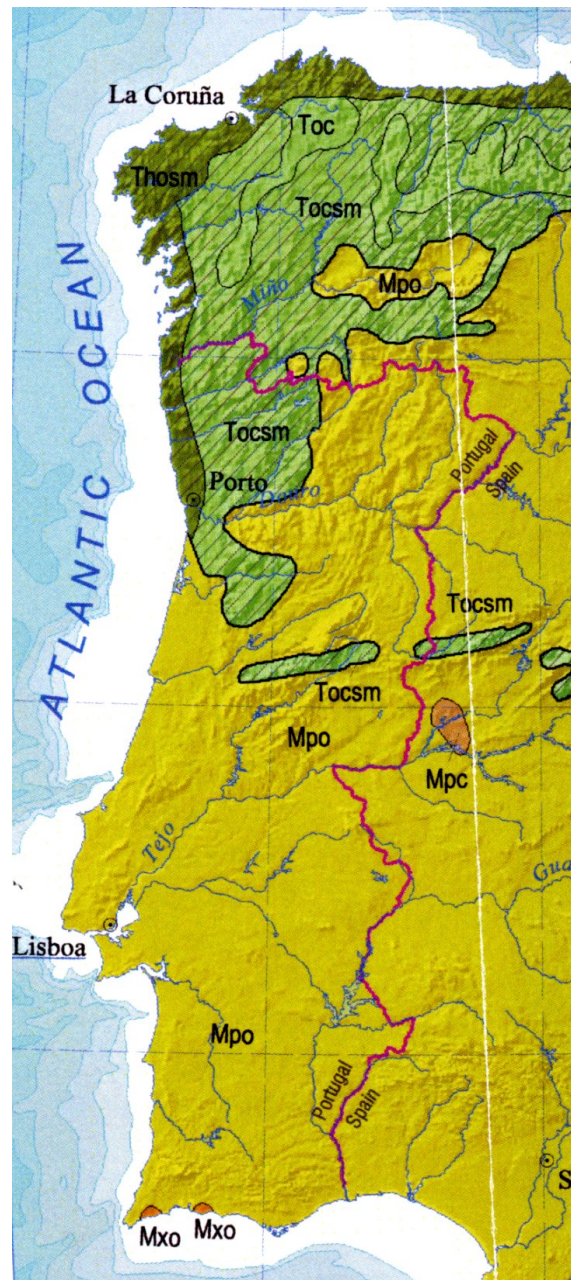 La Coruña
Toc
Thosm
Tocsm
Mpo
Miño
ATLANTIC OCEAN
Tocsm
Portugal
Spain
Porto
Douro
Tocsm
Tocsm
Mpo
Mpc
Tejo
Gua
Lisboa
Mpo
Portugal
Spain
S
Mxo
Mxo